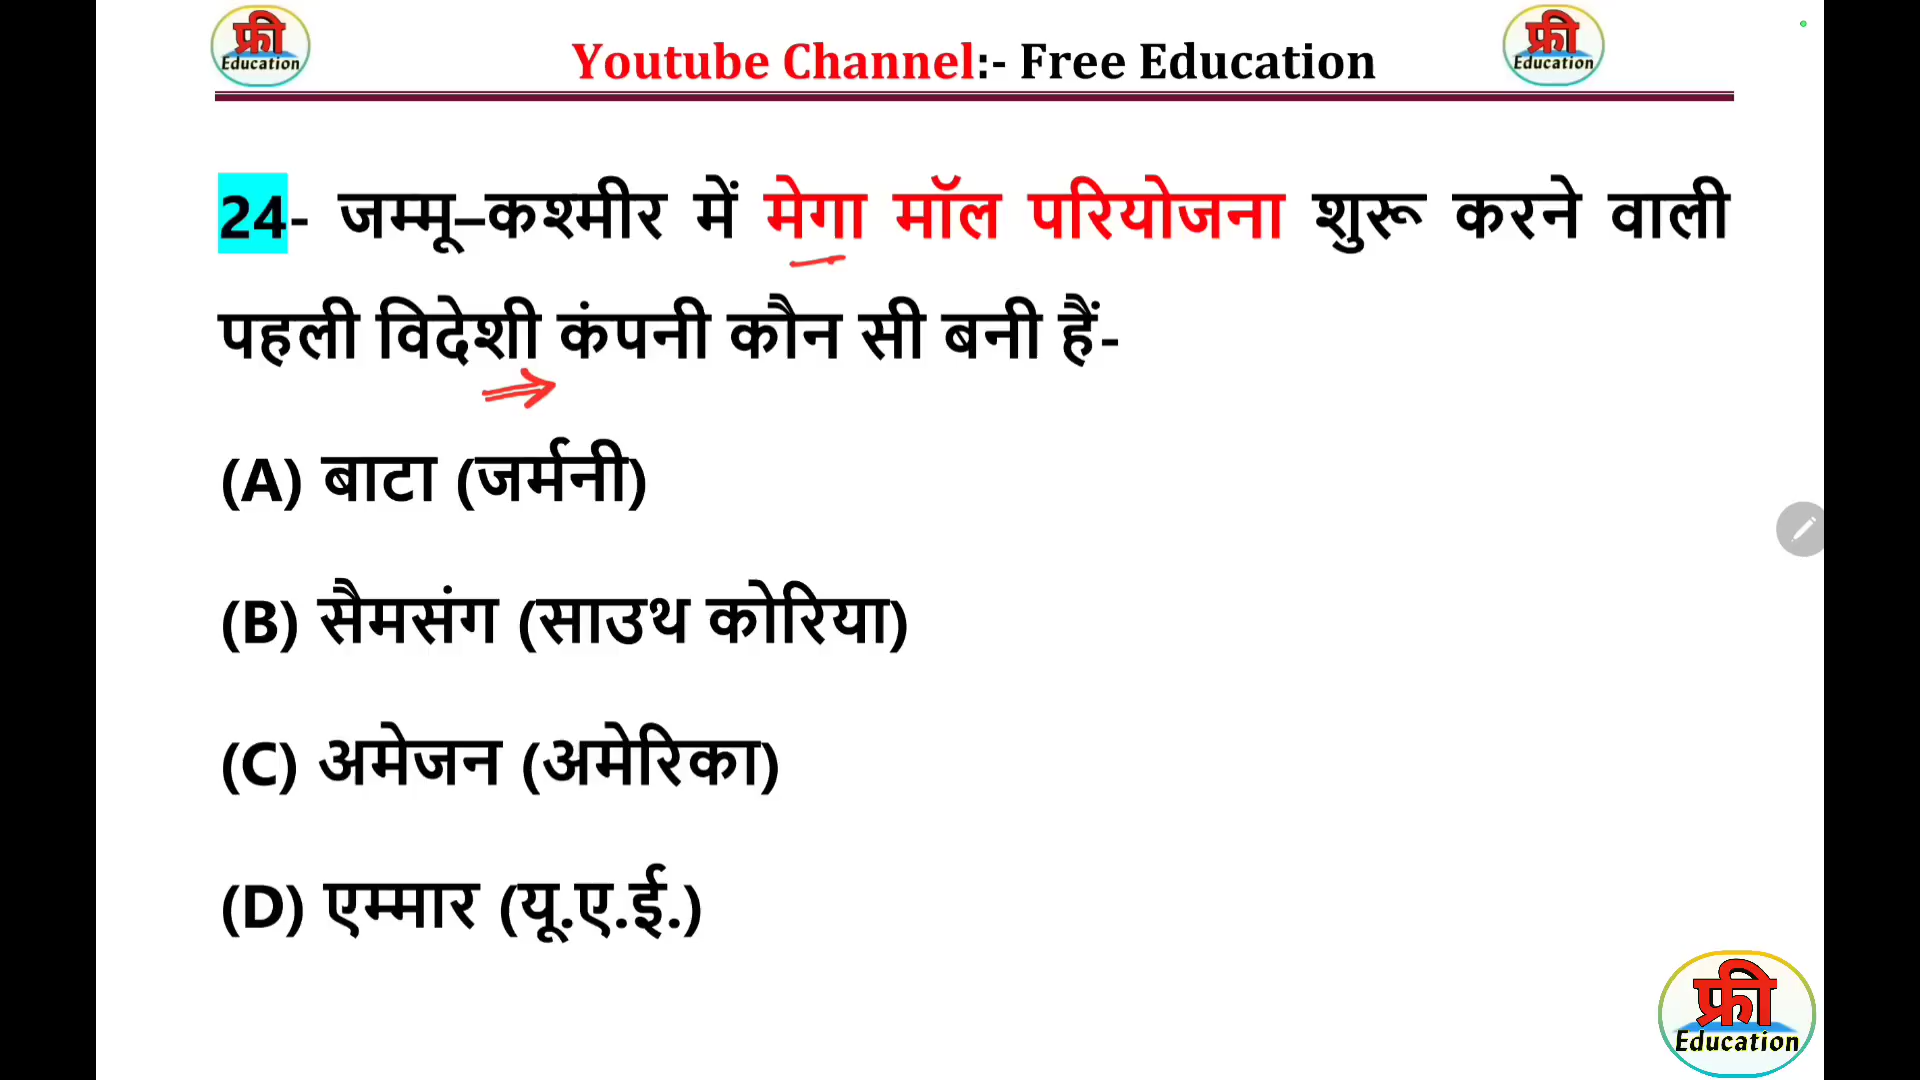 फ्री Education
Youtube Channel:- Free Education
फ्री Education
24- जम्मू–कश्मीर में मेगा मॉल परियोजना शुरू करने वाली
पहली विदेशी कंपनी कौन सी बनी हैं-
(A) बाटा (जर्मनी)
(B) सैमसंग (साउथ कोरिया)
(C) अमेजन (अमेरिका)
(D) एम्मार (यू.ए.ई.)
फ्री
Education